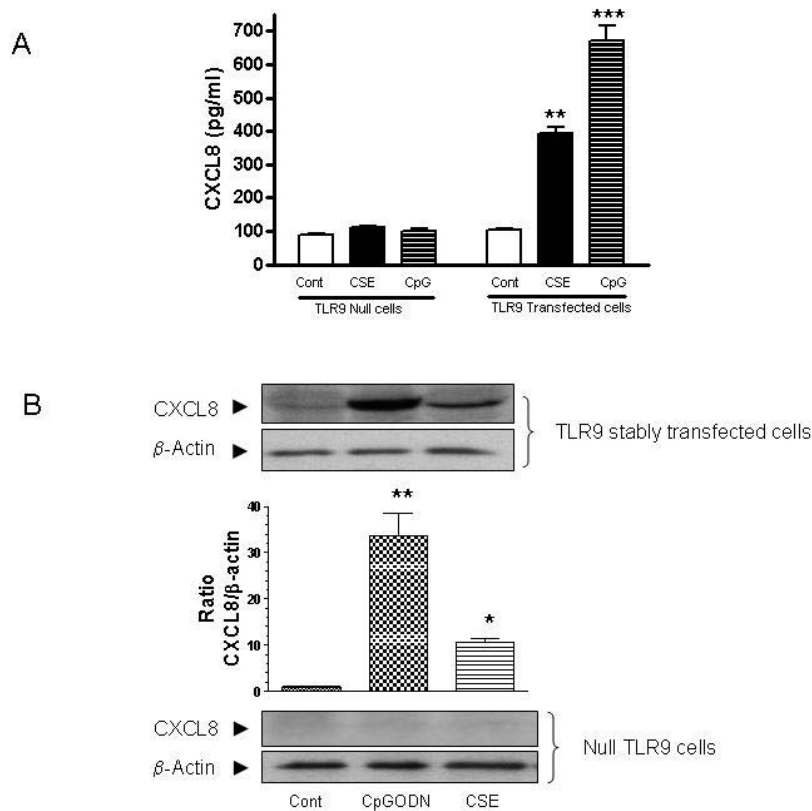 A
CXCL8 (pg/ml)
700
600
500
400
300
200
100
0
**
***
Cont CSE CpG Cont CSE CpG
TLR9 Null cells TLR9 Transfected cells
B
CXCL8
β-Actin
TLR9 stably transfected cells
Ratio
CXCL8/β-actin
40
30
20
10
0
**
*
CXCL8
β-Actin
Null TLR9 cells
Cont CpGODN CSE